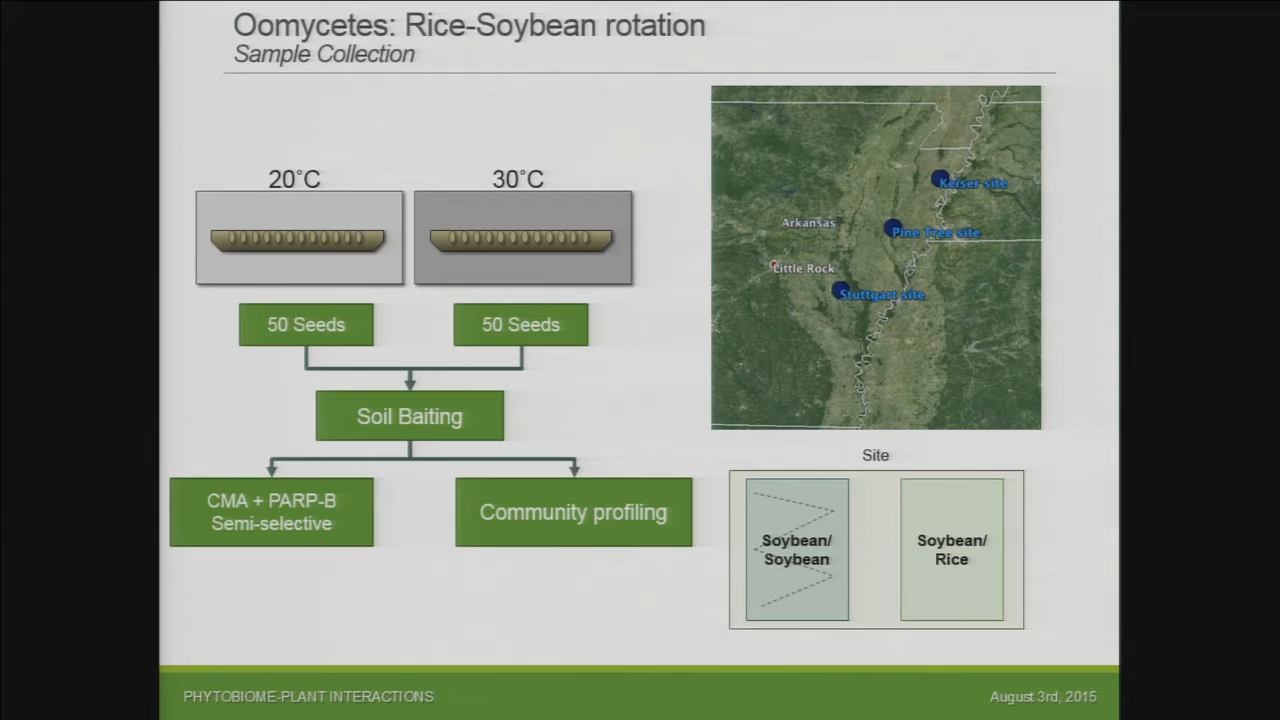 Oomycetes: Rice-Soybean rotation
Sample Collection
20°C
30°C
50 Seeds
50 Seeds
Soil Baiting
CMA + PARP-B
Semi-selective
Community profiling
Keiser site
Arkansas
Pine Tree site
Little Rock
Stuttgart site
Site
Soybean/
Soybean
Soybean/
Rice
PHYTOBIOME-PLANT INTERACTIONS
August 3rd, 2015